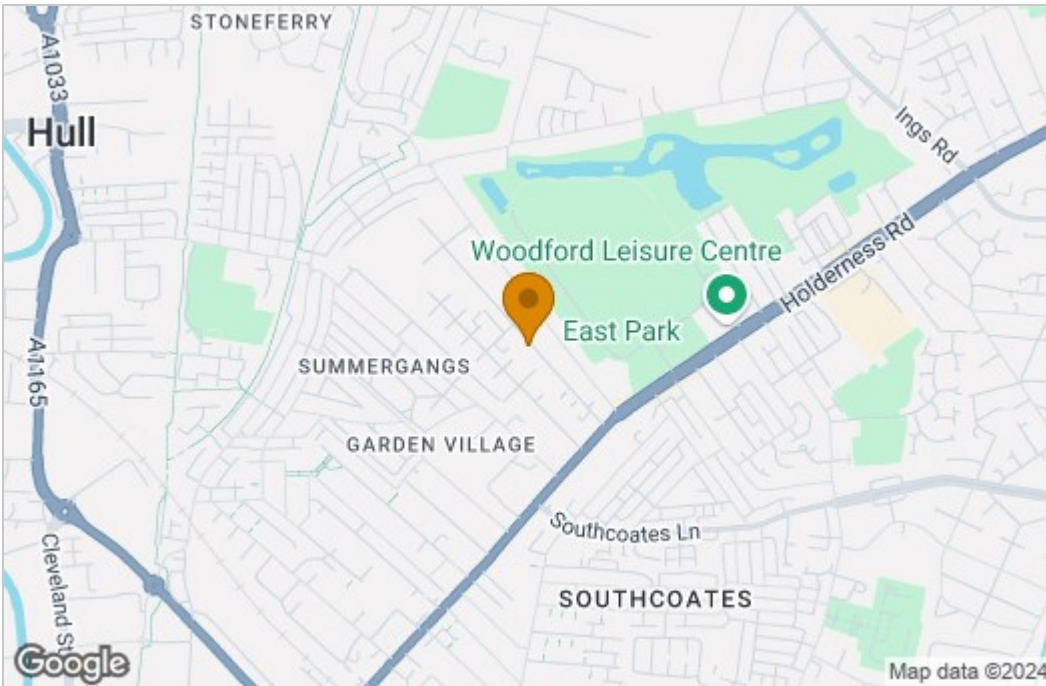 STONEFERRY
A1033
Hull
Ings Rd
Woodford Leisure Centre
Holderness Rd
East Park
SUMMERGANGS
A1165
GARDEN VILLAGE
Southcoates Ln
Cleveland St
SOUTHCOATES
Google
Map data ©2024